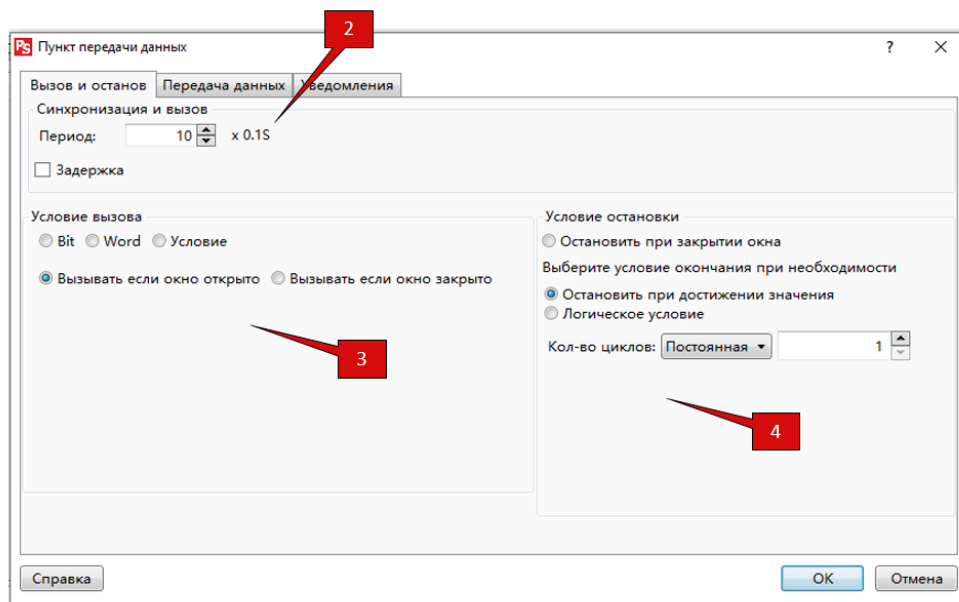 2
PS Пункт передачи данных ? ×
Вызов и останов Передача данных Уведомления
Синхронизация и вызов
Период: 10 x 0.1S
Задержка
Условие вызова
Bit Word Условие
Вызывать если окно открыто Вызывать если окно закрыто
3
Условие остановки
Остановить при закрытии окна
Выберите условие окончания при необходимости
Остановить при достижении значения
Логическое условие
Кол-во циклов: Постоянная 1
4
Справка OK Отмена